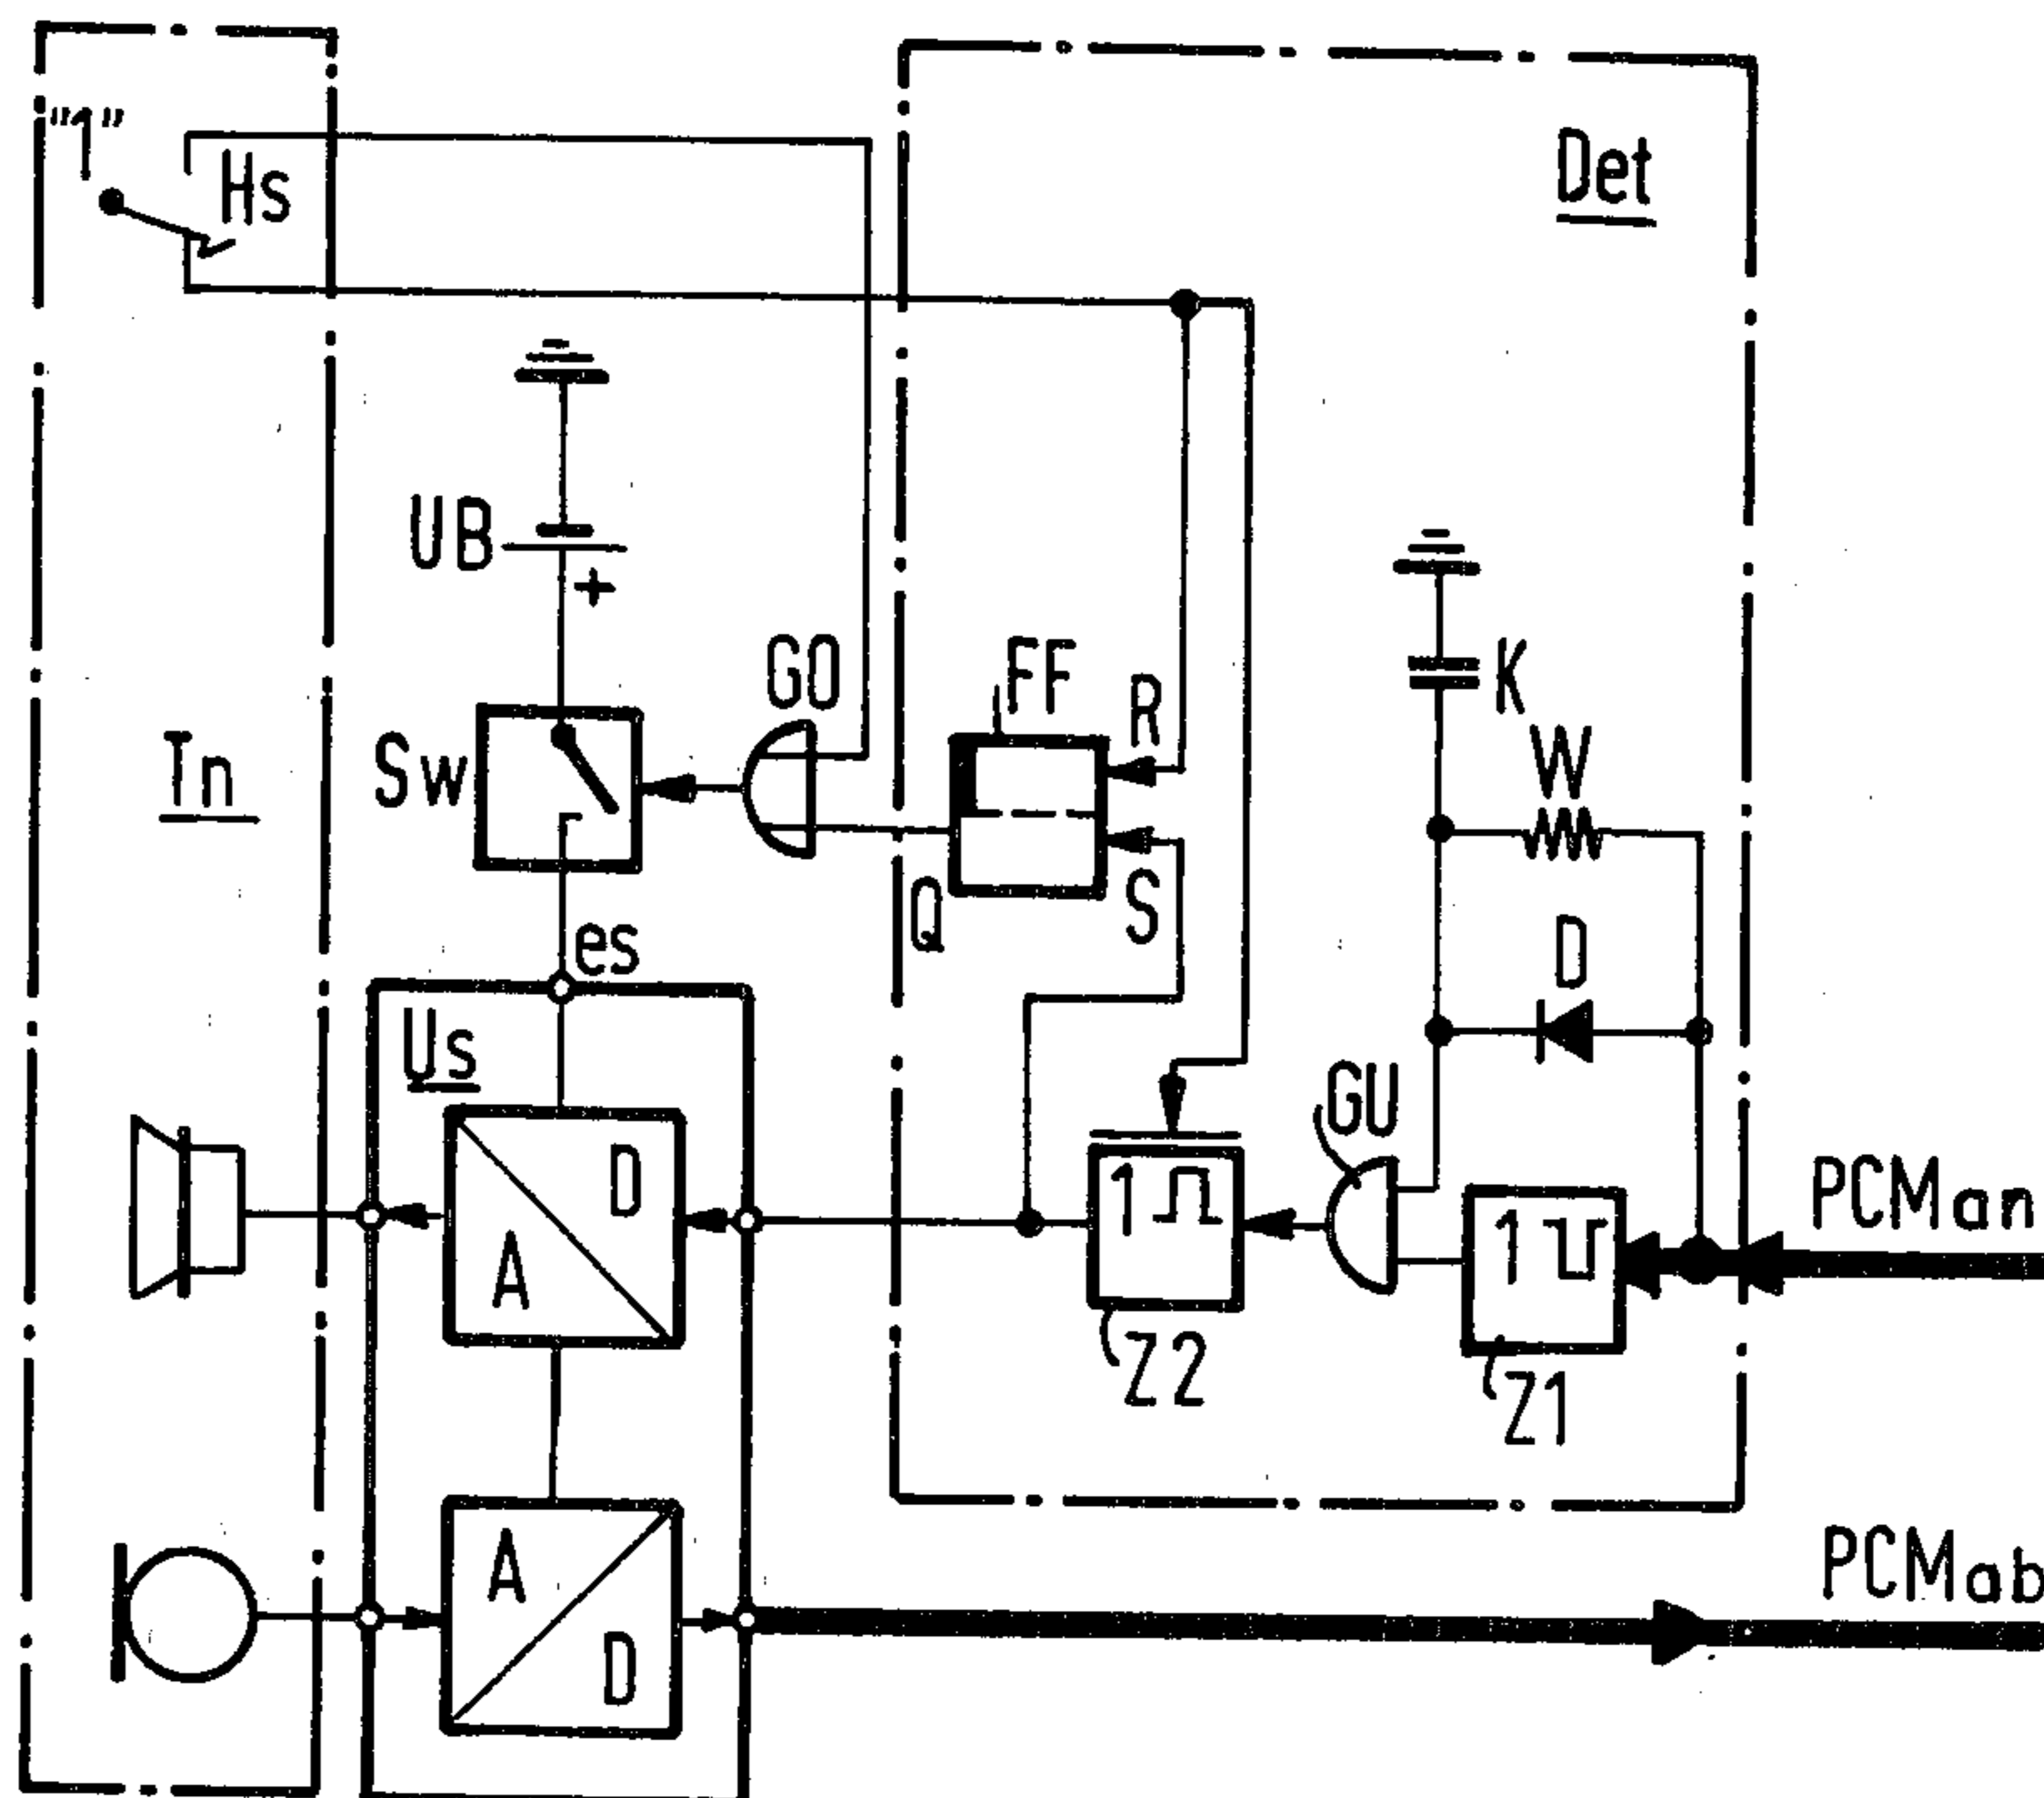 "1"
Hs
Det
UB
+
GO
FF
R
K
W
Tn
Sw
Q
S
D
es
Us
GU
D
A
1
1
PCMan
Z2
Z1
A
D
PCMab